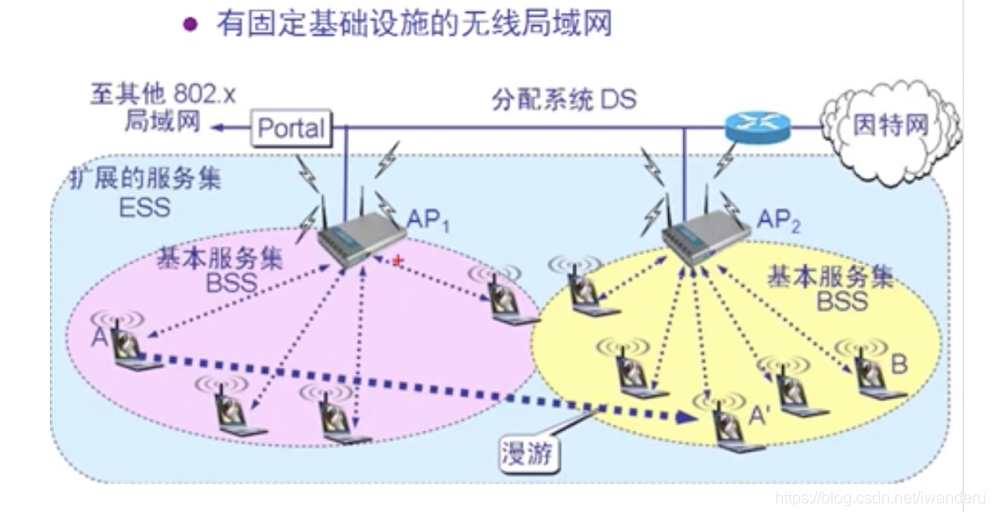 ● 有固定基础设施的无线局域网
至其他 802.x
局域网
Portal
分配系统 DS
因特网
扩展的服务集
ESS
AP1
AP2
基本服务集
BSS
基本服务集
BSS
A
B
A'
漫游
https://blog.csdn.net/iwanderu